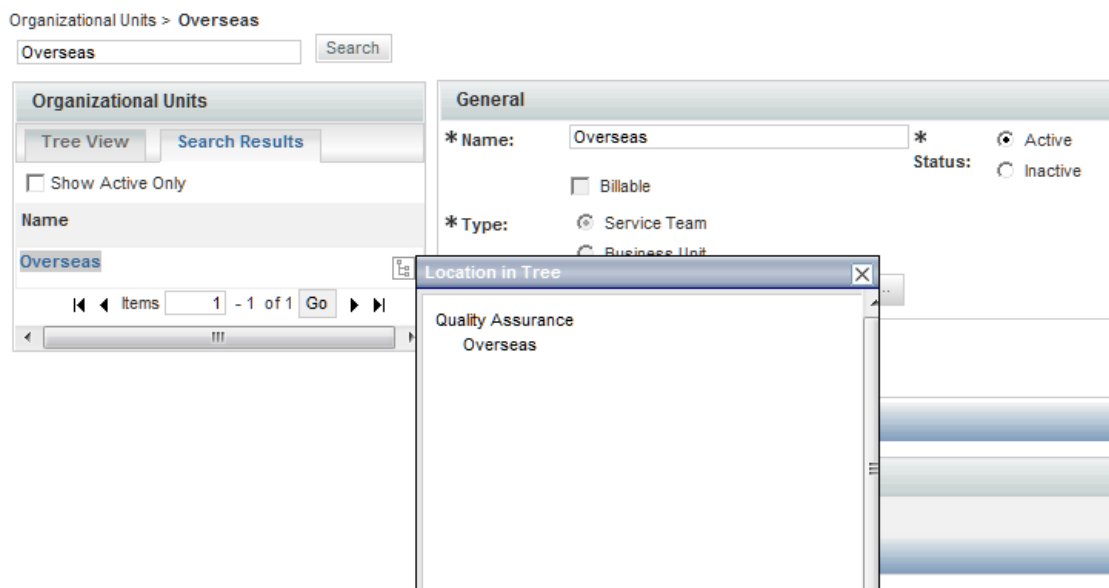 Organizational Units > Overseas
Overseas
Search
Organizational Units
Tree View
Search Results
Show Active Only
Name
Overseas
Items 1 - 1 of 1 Go
General
* Name: Overseas
* Status:
Active
Inactive
Billable
* Type:
Service Team
Business Unit
...
Location in Tree
Quality Assurance
Overseas